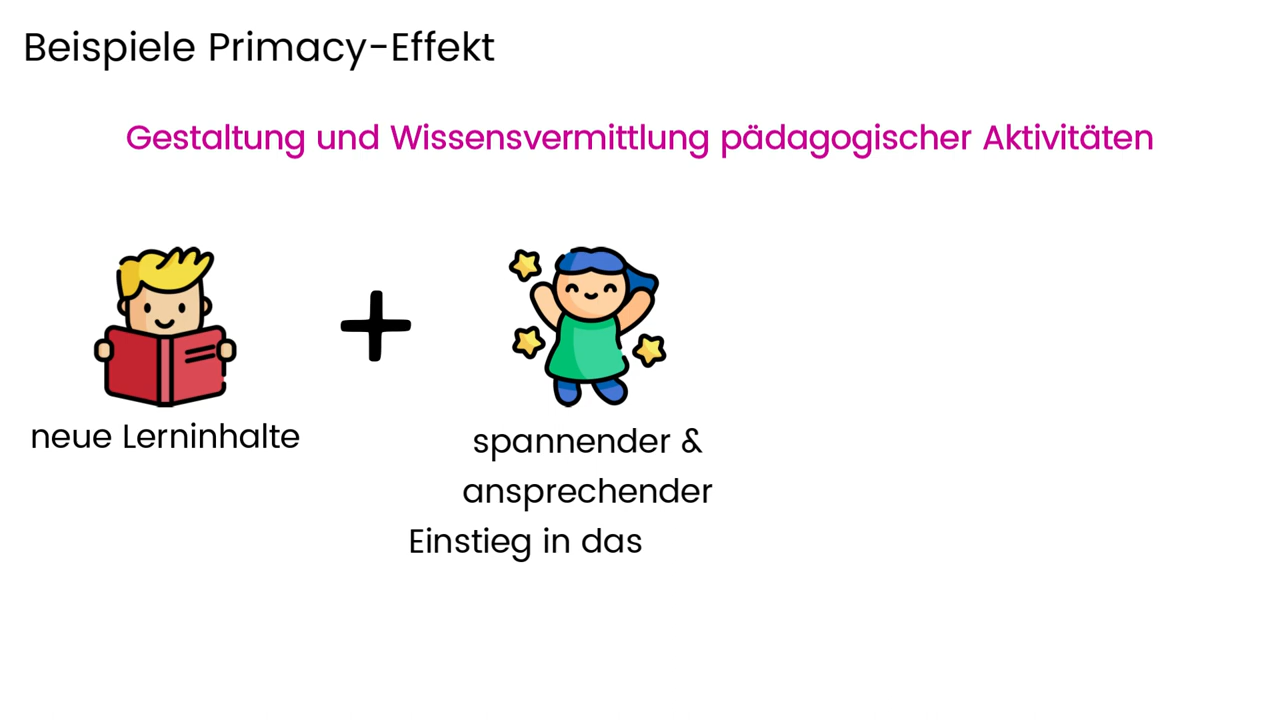 Beispiele Primacy-Effekt
Gestaltung und Wissensvermittlung pädagogischer Aktivitäten
neue Lerninhalte
spannender &
ansprechender
Einstieg in das